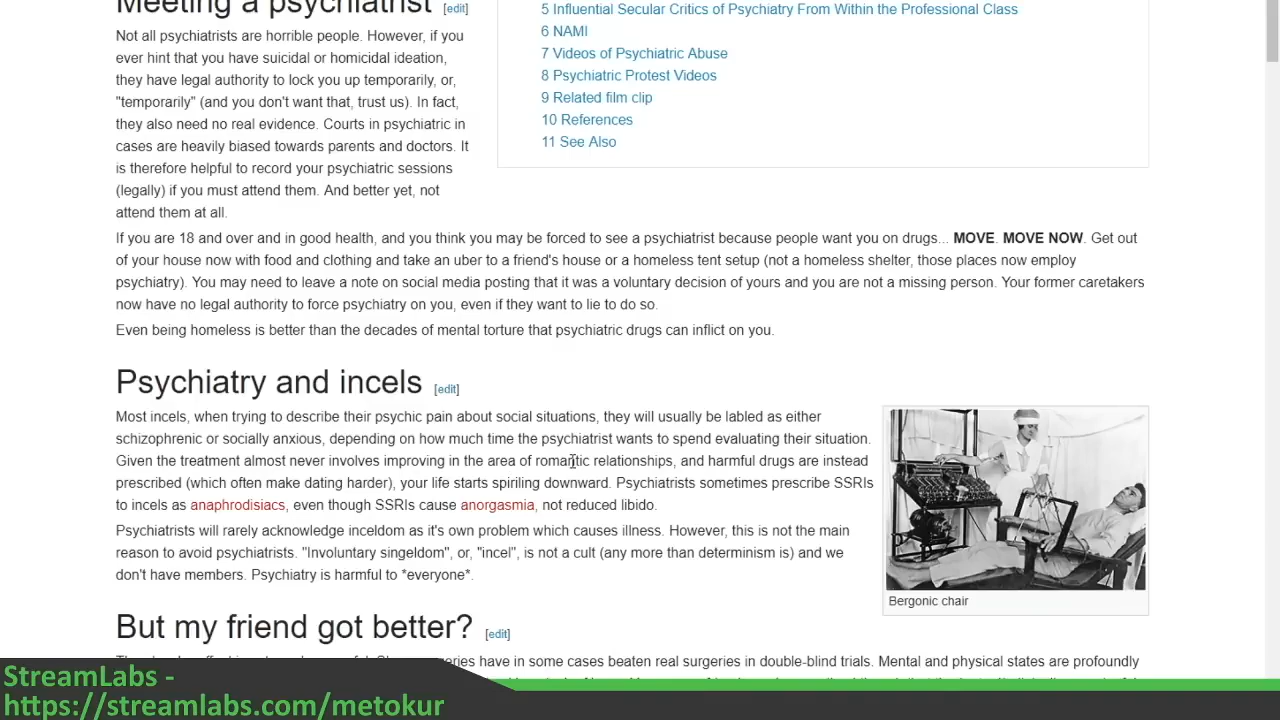 Meeting a psychiatrist [edit]
Not all psychiatrists are horrible people. However, if you
ever hint that you have suicidal or homicidal ideation,
they have legal authority to lock you up temporarily, or,
"temporarily" (and you don't want that, trust us). In fact,
they also need no real evidence. Courts in psychiatric in
cases are heavily biased towards parents and doctors. It
is therefore helpful to record your psychiatric sessions
(legally) if you must attend them. And better yet, not
attend them at all.
5 Influential Secular Critics of Psychiatry From Within the Professional Class
6 NAMI
7 Videos of Psychiatric Abuse
8 Psychiatric Protest Videos
9 Related film clip
10 References
11 See Also
If you are 18 and over and in good health, and you think you may be forced to see a psychiatrist because people want you on drugs... MOVE. MOVE NOW. Get out
of your house now with food and clothing and take an uber to a friend's house or a homeless tent setup (not a homeless shelter, those places now employ
psychiatry). You may need to leave a note on social media posting that it was a voluntary decision of yours and you are not a missing person. Your former caretakers
now have no legal authority to force psychiatry on you, even if they want to lie to do so.
Even being homeless is better than the decades of mental torture that psychiatric drugs can inflict on you.
Psychiatry and incels [edit]
Most incels, when trying to describe their psychic pain about social situations, they will usually be labled as either
schizophrenic or socially anxious, depending on how much time the psychiatrist wants to spend evaluating their situation.
Given the treatment almost never involves improving in the area of romantic relationships, and harmful drugs are instead
prescribed (which often make dating harder), your life starts spiriling downward. Psychiatrists sometimes prescribe SSRIs
to incels as anaphrodisiacs, even though SSRIs cause anorgasmia, not reduced libido.
Psychiatrists will rarely acknowledge inceldom as it's own problem which causes illness. However, this is not the main
reason to avoid psychiatrists. "Involuntary singeldom", or, "incel", is not a cult (any more than determinism is) and we
don't have members. Psychiatry is harmful to *everyone*.
Bergonic chair
But my friend got better? [edit]
have in some cases beaten real surgeries in double-blind trials. Mental and physical states are profoundly
StreamLabs -
https://streamlabs.com/metokur